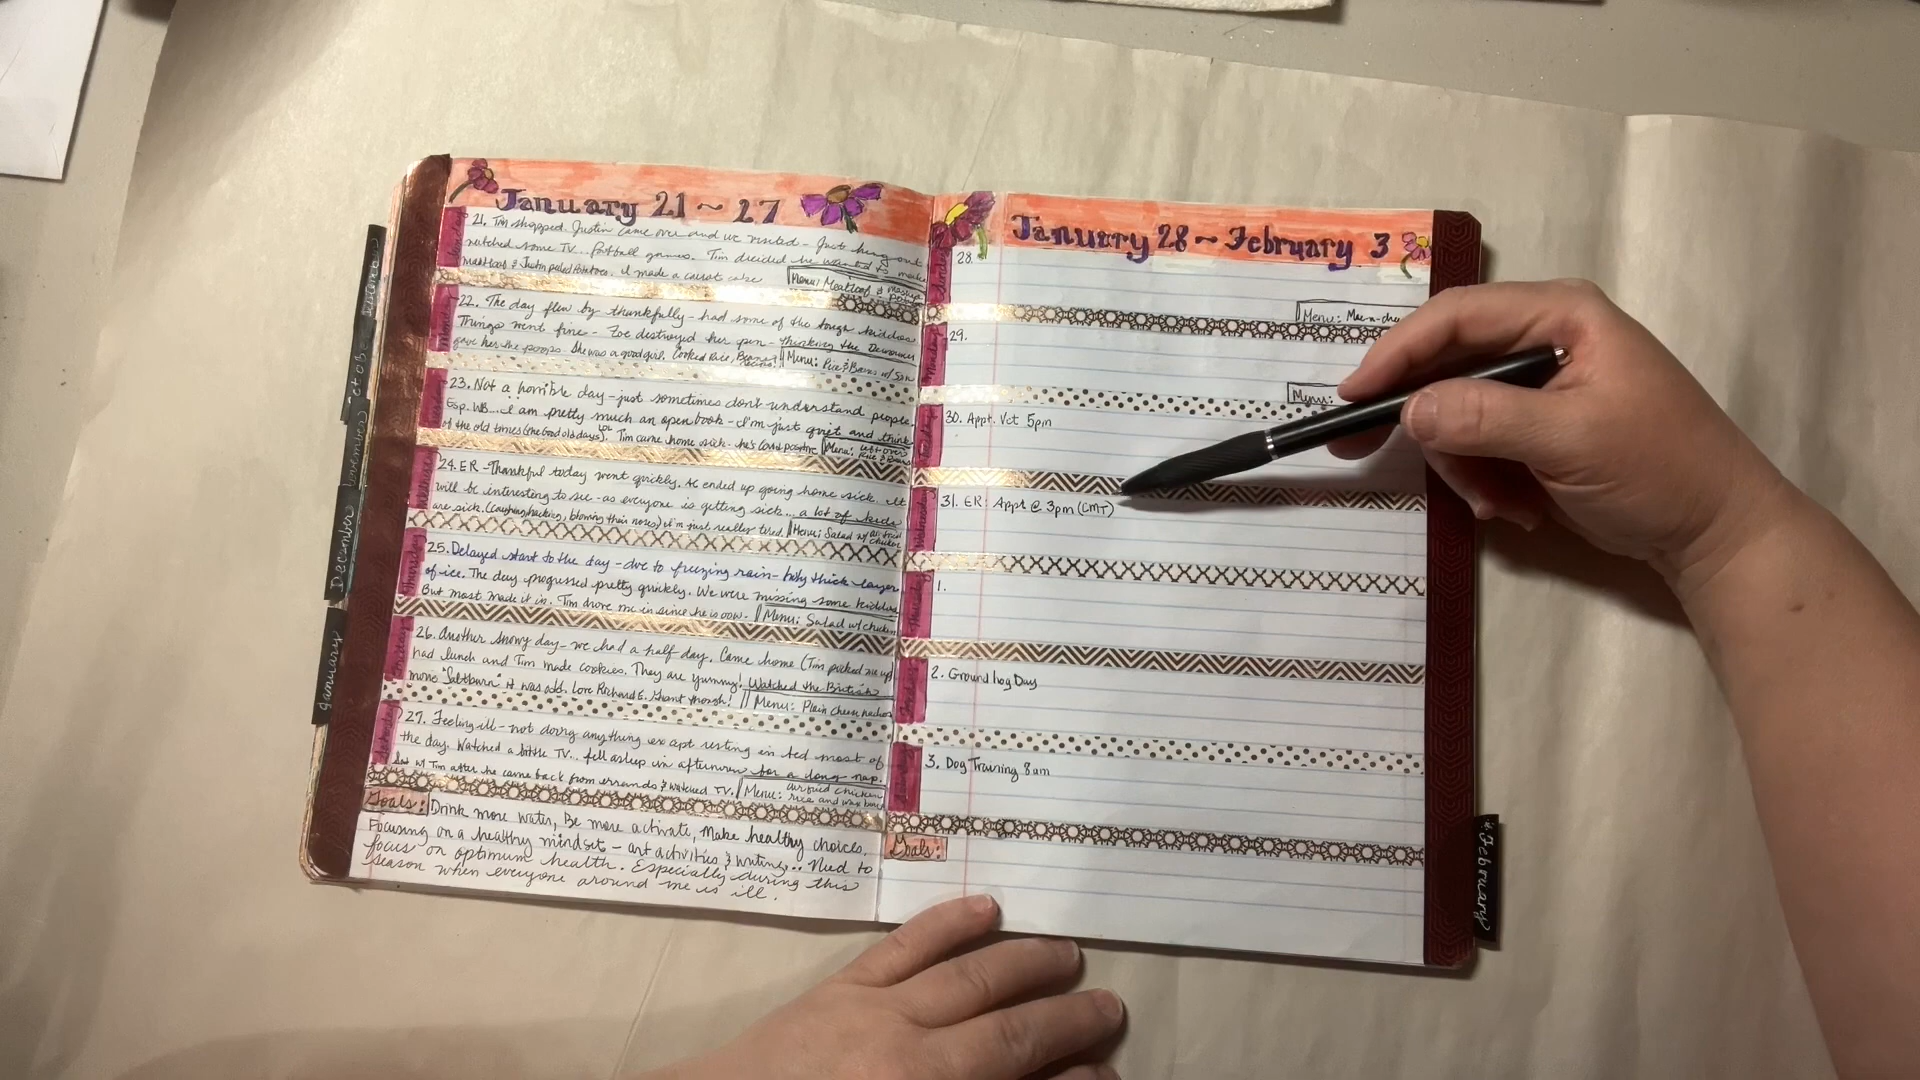 January 21 ~ 27
21. Tim shopped. Justin came over and we visited - Just hung out
watched some TV... football games. Tim decided he wanted to make
meatloaf & Justin peeled potatoes. I made a carrot cake
Menu: Meatloaf & mashed
22. The day flew by thankfully - had some of the tough kiddos
Things went fine - Zoe destroyed her pen - thinking the
gave her the poops. She was a good girl. Cooked Rice, Beans
Menu: Rice & Beans w/
23. Not a horrible day - just sometimes don't understand people.
Esp. WB... I am pretty much an open book - I'm just quiet and think
of the old times (the Good old days) LOL. Tim came home sick - he's Covid positive
Menu: left over
Rice & Beans
24. ER - Thankful today went quickly. ended up going home sick. It
will be interesting to see - as everyone is getting sick... a lot of kids
are sick. (coughing, hacking, blowing their noses) I'm just really tired.
Menu: Salad w/ air fried
chicken
25. Delayed start to the day - due to freezing rain - thick layer
of ice. The day progressed pretty quickly. We were missing some kiddos
But most made it in. Tim drove me in since he is
Menu: Salad w/ chicken
26. Another snowy day - we had a half day. Came home (Tim picked me up)
had lunch and Tim made cookies. They are yummy! Watched the British
movie "Saltburn" it was odd. Love Richard E. Grant though!
Menu: Plain Cheese nachos
27. Feeling ill - not doing anything except resting in bed most of
the day. Watched a little TV... fell asleep in afternoon for a long nap.
w/ Tim after he came back from errands & watched TV.
Menu: airfried chicken
rice and
Goals: Drink more water, Be more activate, Make healthy choices.
Focusing on a healthy mindset - art activities & writing... Need to
focus on optimum health. Especially during this
season when everyone around me is ill.
October
November
December
January
January 28 ~ February 3
28.
Menu:
29.
Menu:
30. Appt. Vet 5pm
31. ER: Appt @ 3pm (CMT)
1.
2. Ground hog Day
3. Dog Training 8am
Goals:
*February